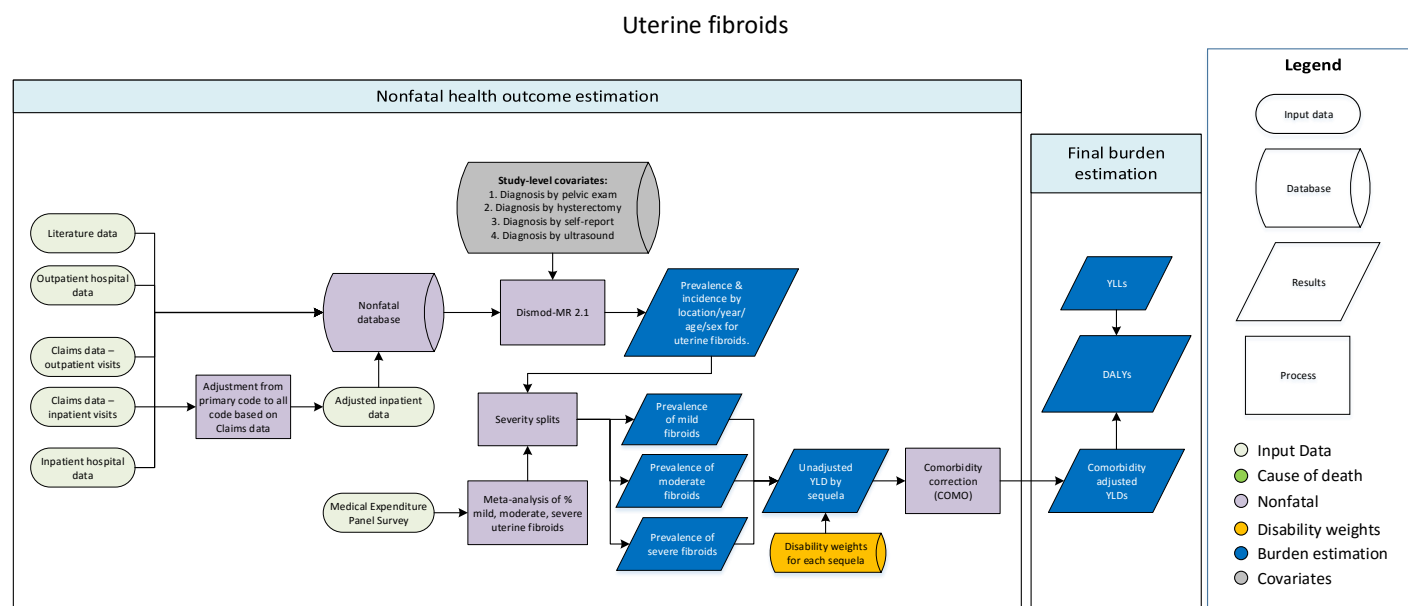 Uterine fibroids
Nonfatal health outcome estimation
Literature data
Outpatient hospital
data
Claims data –
outpatient visits
Claims data –
inpatient visits
Inpatient hospital
data
Adjustment from
primary code to all
code based on
Claims data
Adjusted inpatient
data
Nonfatal
database
Study-level covariates:
1. Diagnosis by pelvic exam
2. Diagnosis by hysterectomy
3. Diagnosis by self-report
4. Diagnosis by ultrasound
Dismod-MR 2.1
Prevalence &
incidence by
location/year/
age/sex for
uterine fibroids.
Severity splits
Medical Expenditure
Panel Survey
Meta-analysis of %
mild, moderate, severe
uterine fibroids
Prevalence
of mild
fibroids
Prevalence of
moderate
fibroids
Prevalence of
severe fibroids
Unadjusted
YLD by
sequela
Disability weights
for each sequela
Comorbidity
correction
(COMO)
Final burden
estimation
YLLs
DALYs
Comorbidity
adjusted
YLDs
Legend
Input data
Database
Results
Process
Input Data
Cause of death
Nonfatal
Disability weights
Burden estimation
Covariates